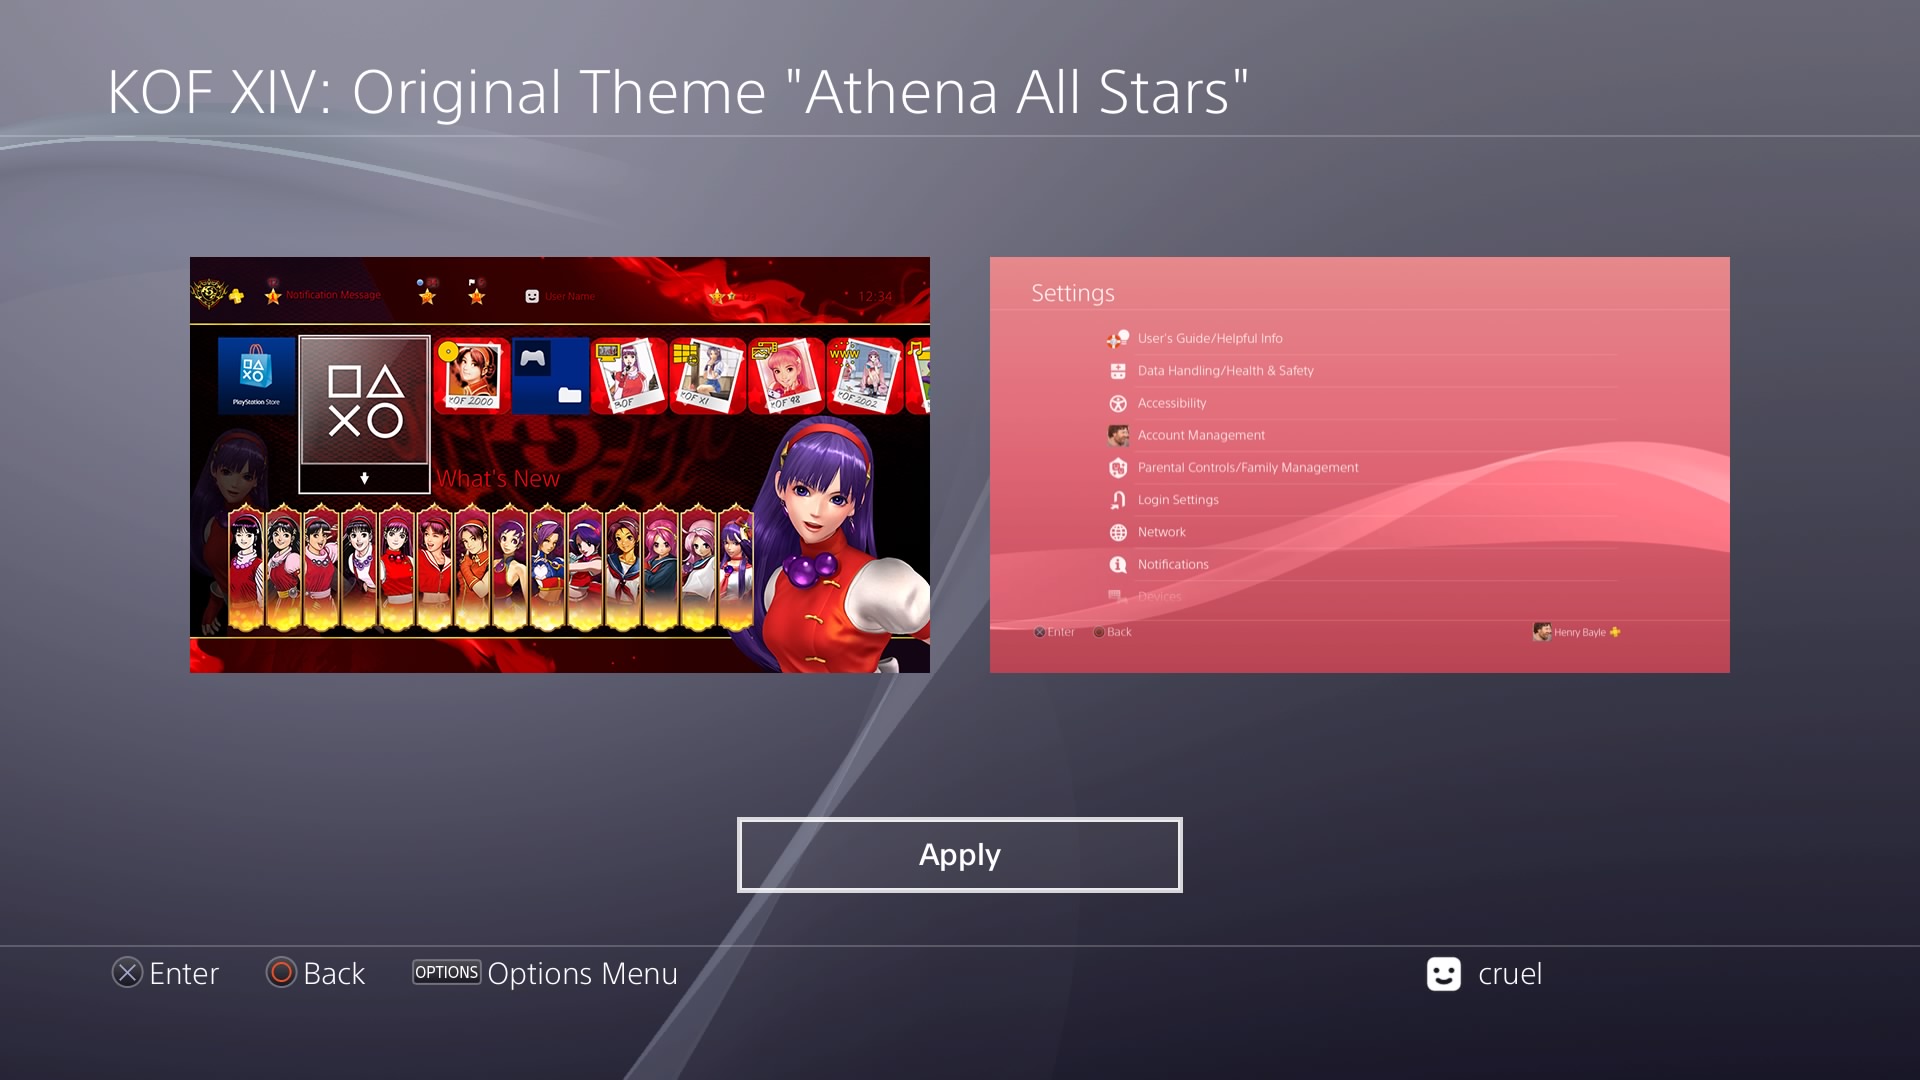 KOF XIV: Original Theme "Athena All Stars"
Notification Message
User Name
12:34
PlayStation Store
KOF 2000
KOF XI
KOF '98
WWW
KOF 2002
What's New
Settings
User's Guide/Helpful Info
Data Handling/Health & Safety
Accessibility
Account Management
Parental Controls/Family Management
Login Settings
Network
Notifications
Devices
Enter
Back
Henry Bayle
Apply
Enter
Back
OPTIONS Options Menu
cruel